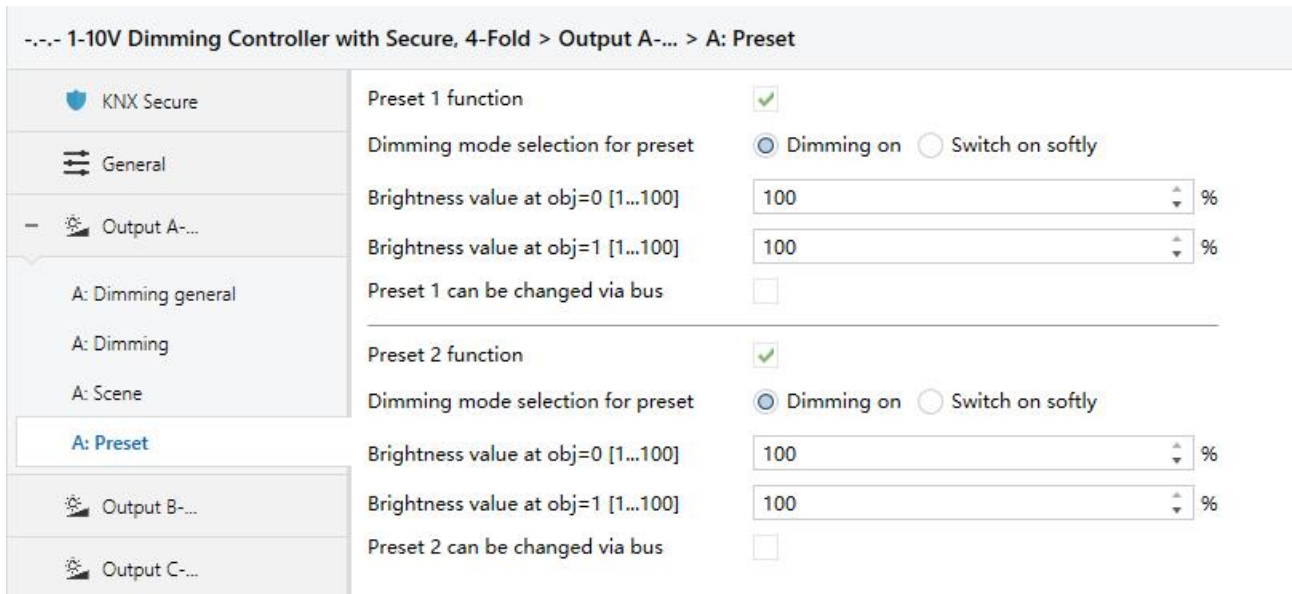 -.-.- 1-10V Dimming Controller with Secure, 4-Fold > Output A-... > A: Preset
KNX Secure
General
Output A-...
A: Dimming general
A: Dimming
A: Scene
A: Preset
Output B-...
Output C-...
Preset 1 function
Dimming mode selection for preset Dimming on Switch on softly
Brightness value at obj=0 [1...100] 100 %
Brightness value at obj=1 [1...100] 100 %
Preset 1 can be changed via bus
Preset 2 function
Dimming mode selection for preset Dimming on Switch on softly
Brightness value at obj=0 [1...100] 100 %
Brightness value at obj=1 [1...100] 100 %
Preset 2 can be changed via bus